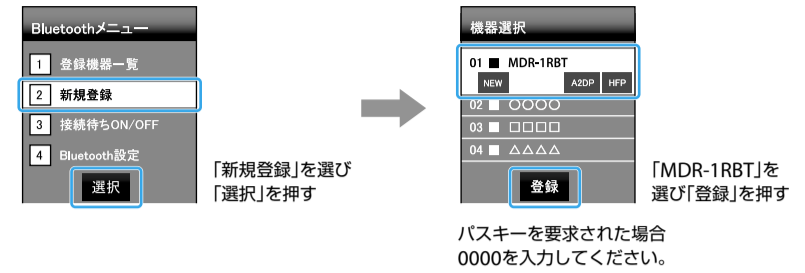 Bluetoothメニュー
1 登録機器一覧
2 新規登録
3 接続待ちON/OFF
4 Bluetooth設定
選択
「新規登録」を選び
「選択」を押す
機器選択
01 ■ MDR-1RBT
NEW A2DP HFP
02 ■ ○○○○
03 ■ □□□□
04 ■ △△△△
登録
「MDR-1RBT」を
選び「登録」を押す
パスキーを要求された場合
0000を入力してください。